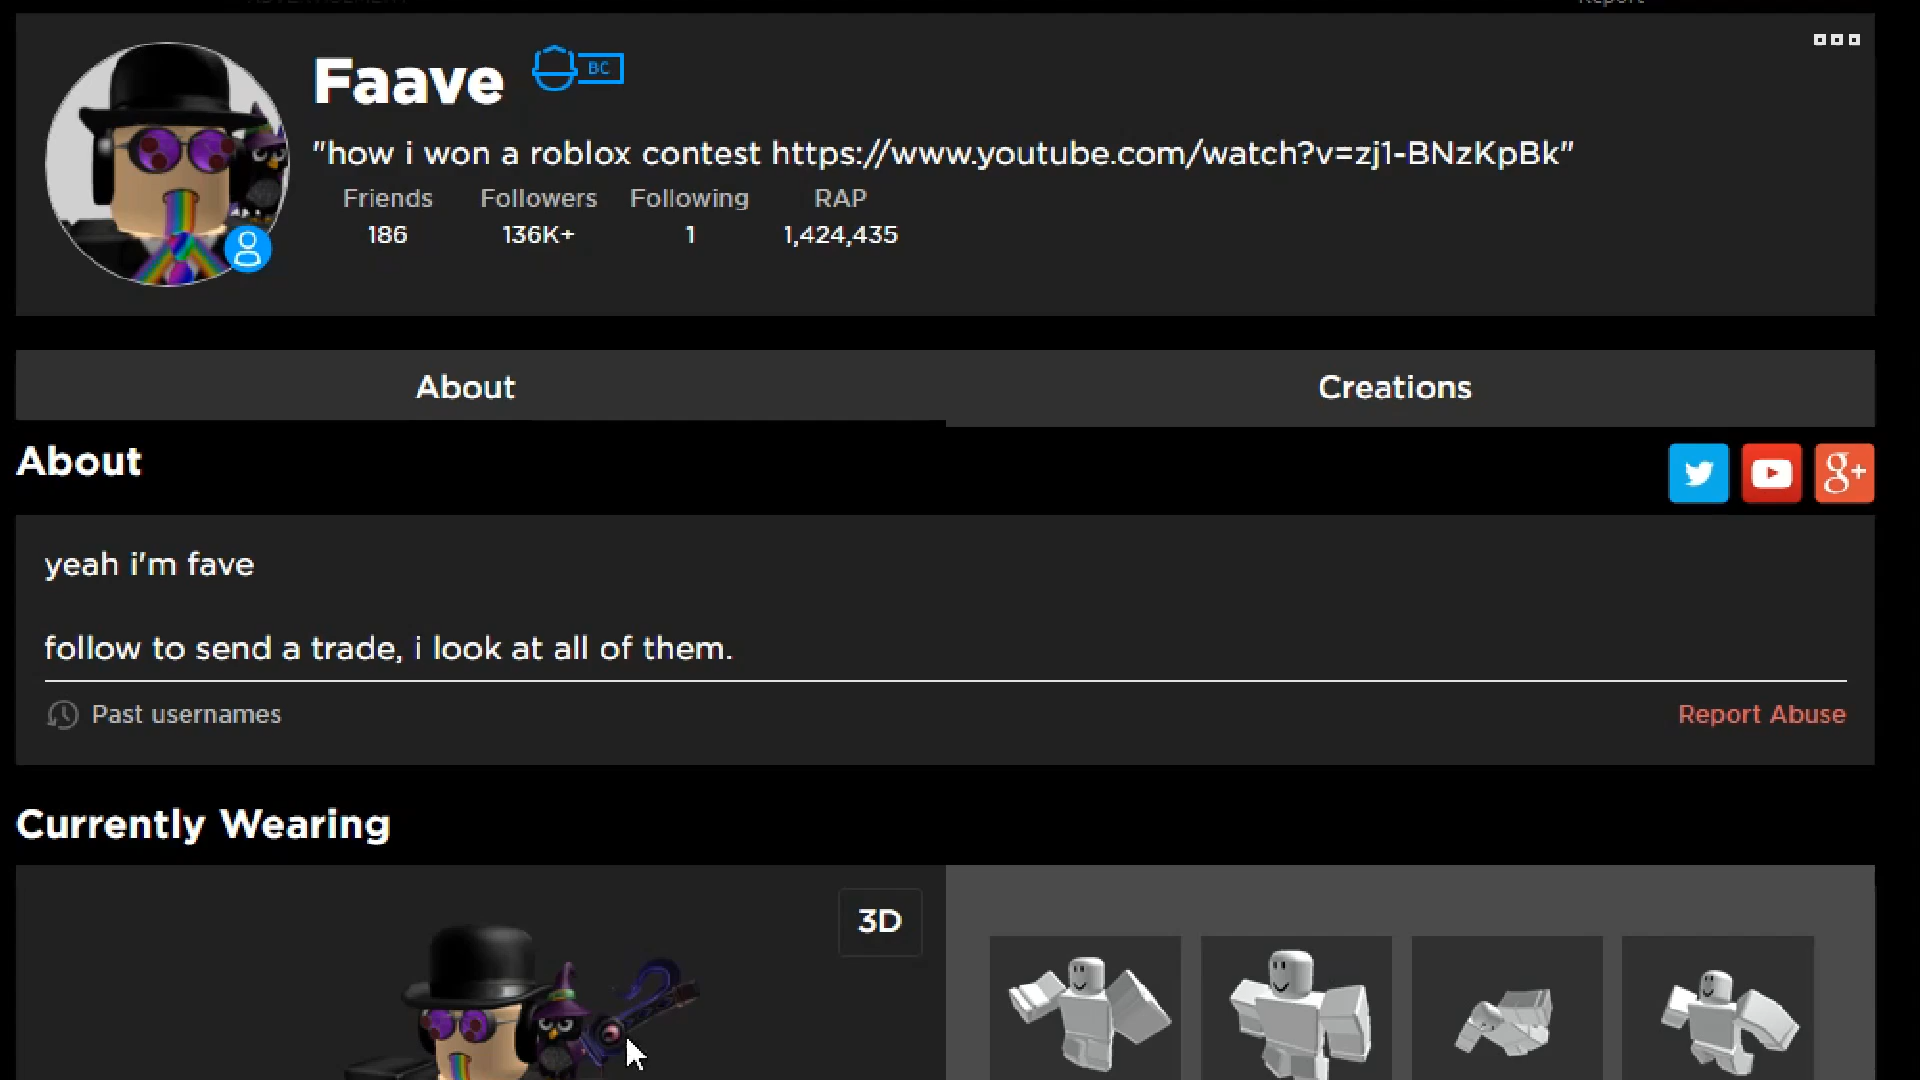 Report
Faave BC
"how i won a roblox contest https://www.youtube.com/watch?v=zj1-BNzKpBk"
Friends Followers Following RAP
186 136K+ 1 1,424,435
About Creations
About
g+
yeah i'm fave
follow to send a trade, i look at all of them.
Past usernames Report Abuse
Currently Wearing
3D